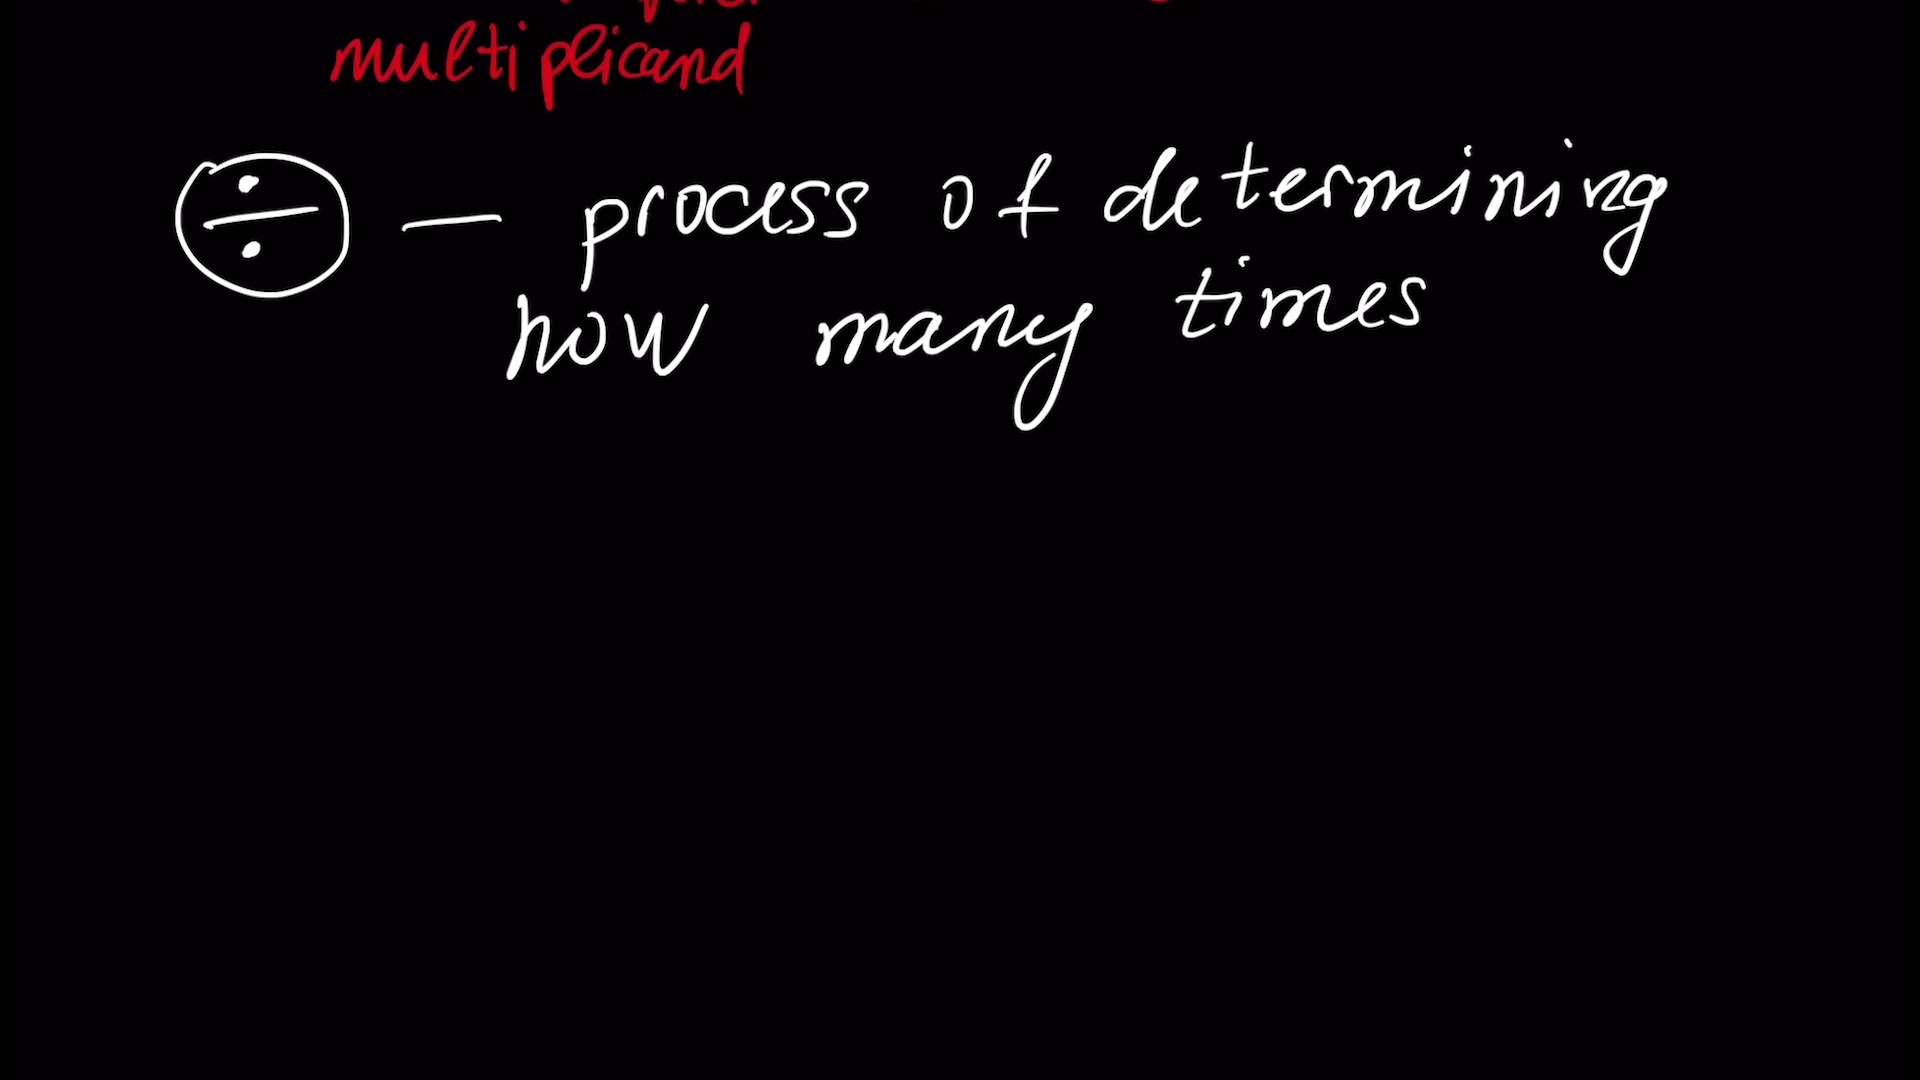 multiplicand
÷ — process of determining
how many times